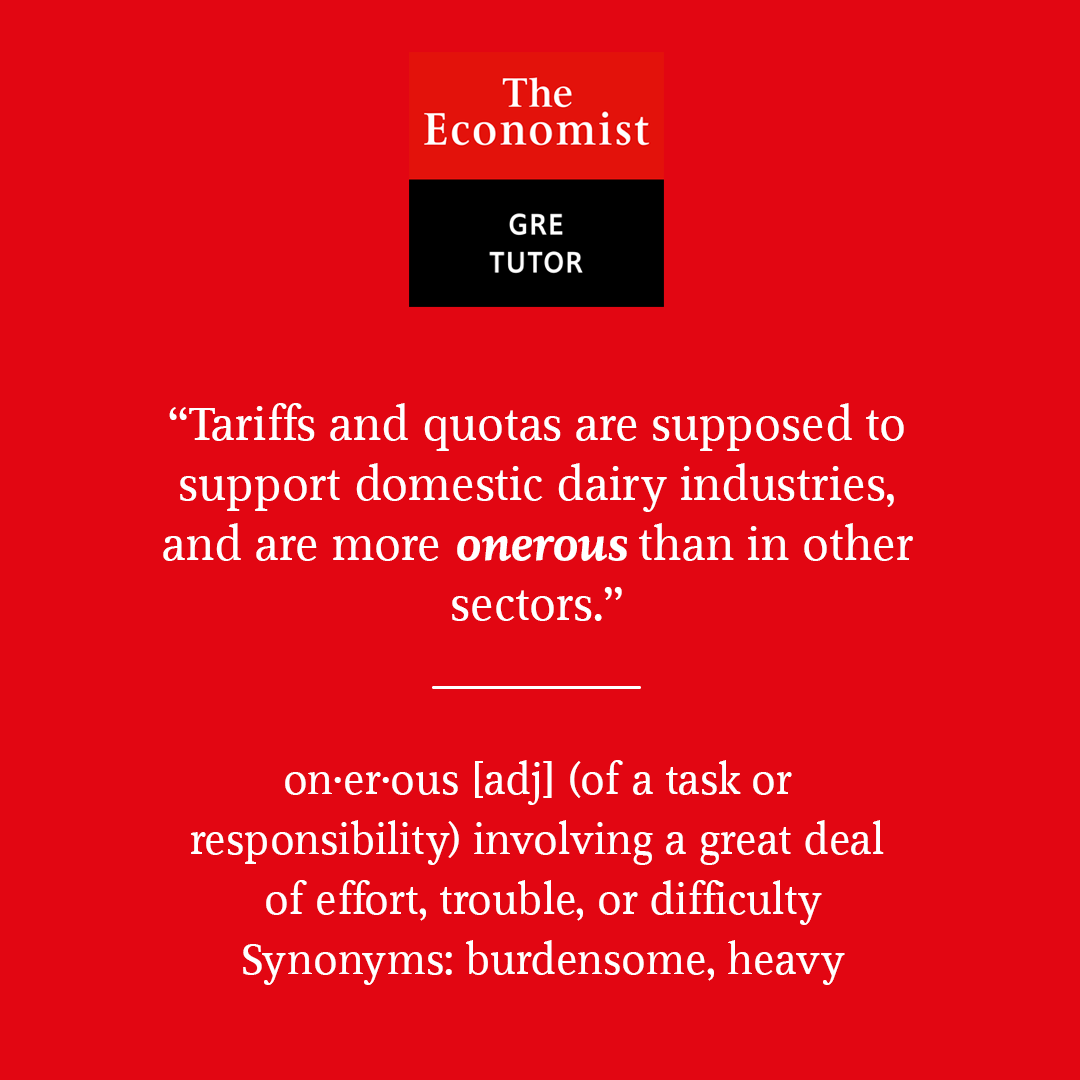 The
Economist
GRE
TUTOR
“Tariffs and quotas are supposed to
support domestic dairy industries,
and are more onerous than in other
sectors.”
on·er·ous [adj] (of a task or
responsibility) involving a great deal
of effort, trouble, or difficulty
Synonyms: burdensome, heavy